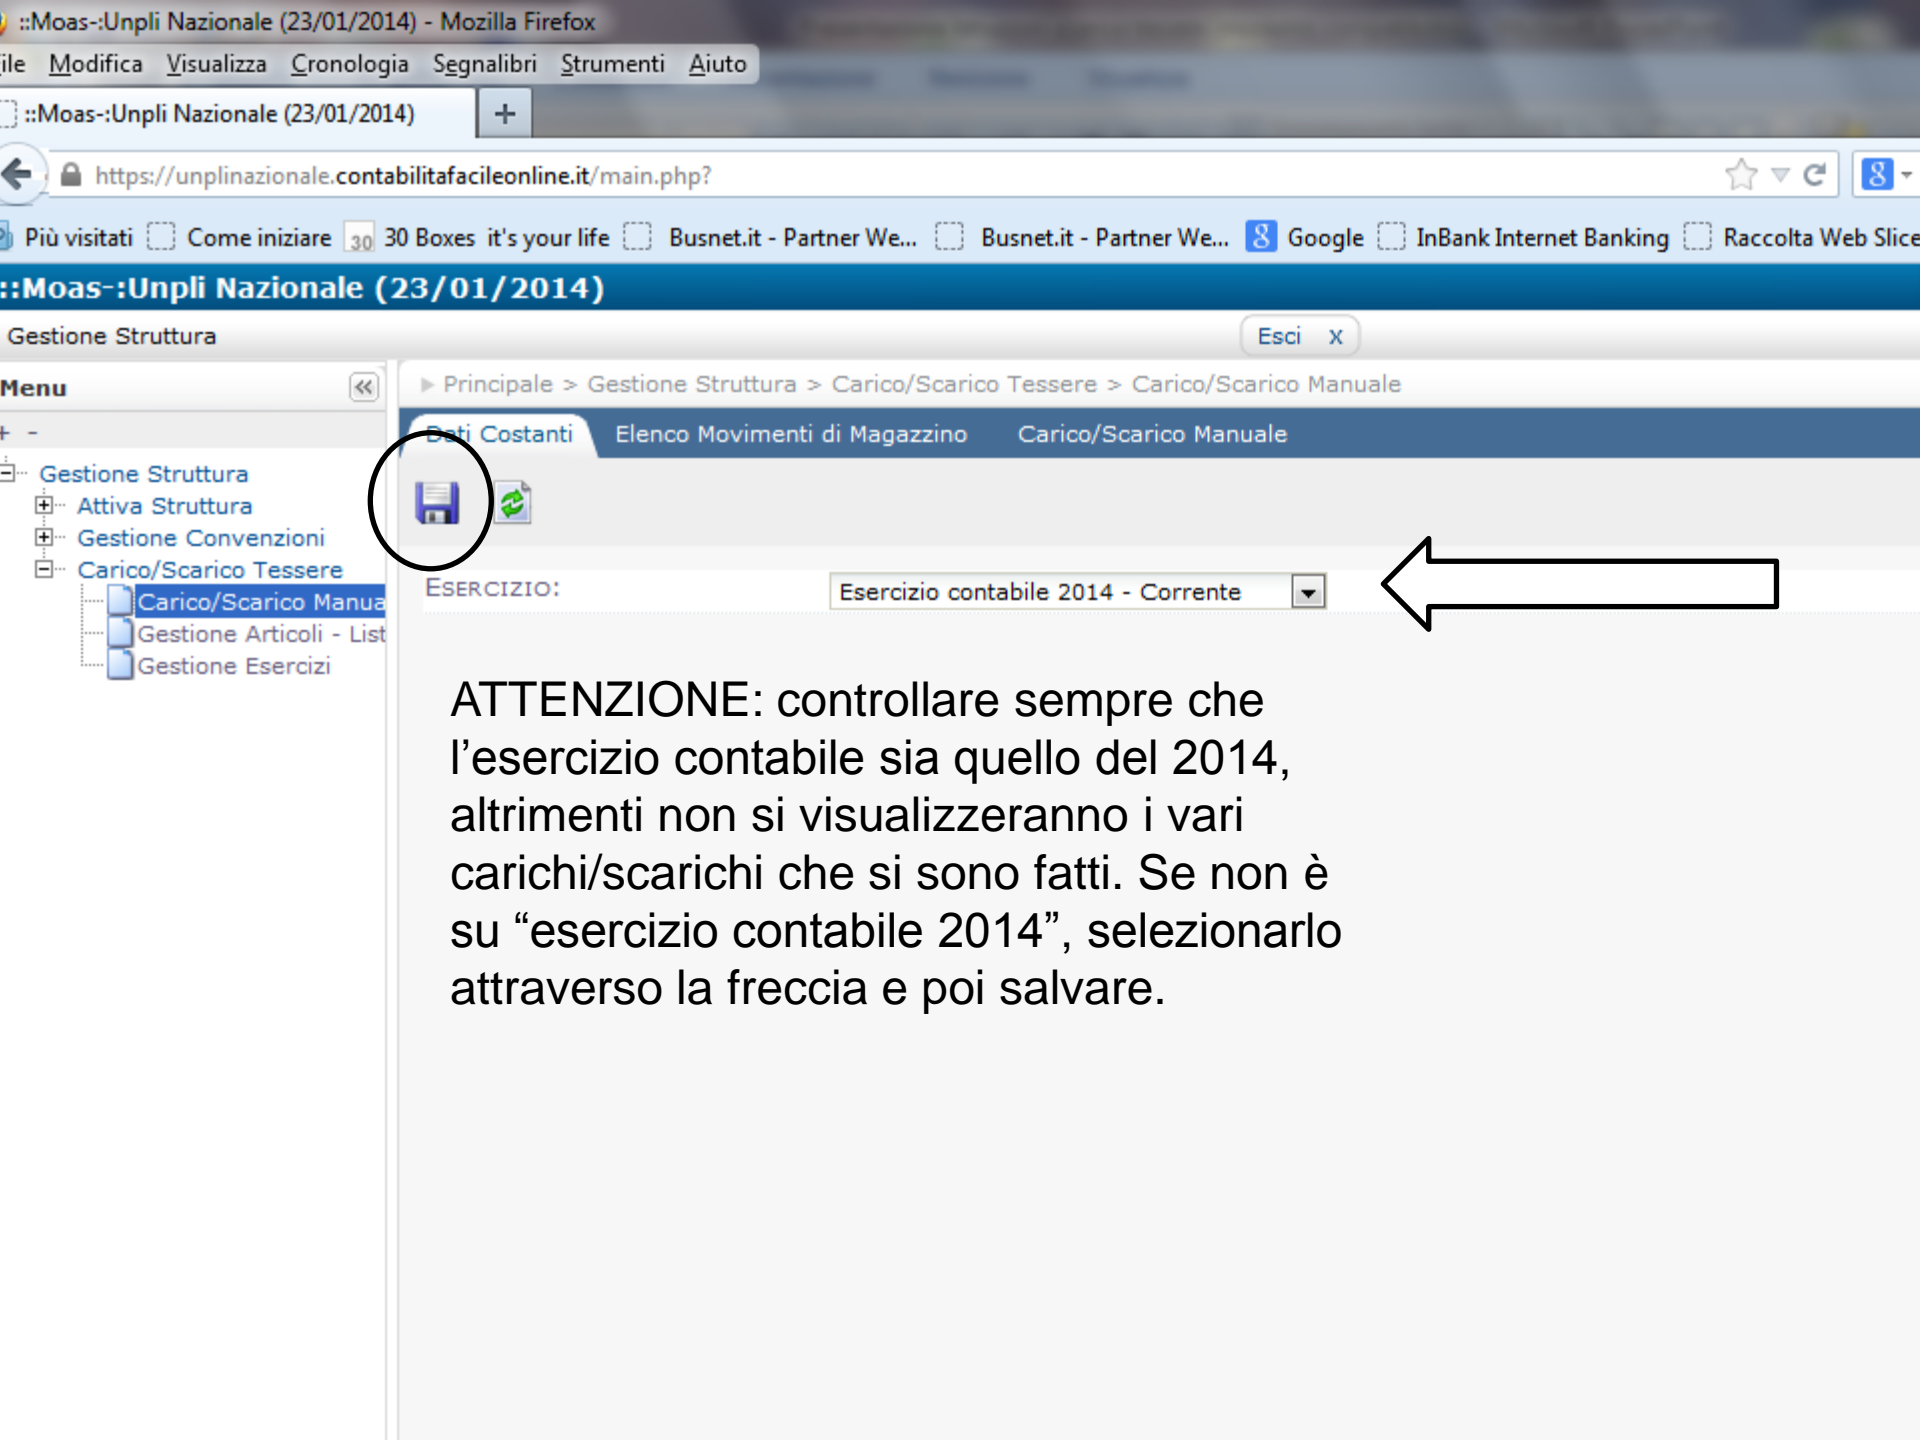 ::Moas-:Unpli Nazionale (23/01/2014) - Mozilla Firefox
ile Modifica Visualizza Cronologia Segnalibri Strumenti Aiuto
::Moas-:Unpli Nazionale (23/01/2014) +
https://unplinazionale.contabilitafacileonline.it/main.php? 8
Più visitati Come iniziare 30 30 Boxes it's your life Busnet.it - Partner We... Busnet.it - Partner We... 8 Google InBank Internet Banking Raccolta Web Slice
::Moas-:Unpli Nazionale (23/01/2014)
Gestione Struttura Esci x
Menu
Principale > Gestione Struttura > Carico/Scarico Tessere > Carico/Scarico Manuale
+ -
Dati Costanti Elenco Movimenti di Magazzino Carico/Scarico Manuale
Gestione Struttura
Attiva Struttura
Gestione Convenzioni
Carico/Scarico Tessere
Carico/Scarico Manua
Gestione Articoli - List
Gestione Esercizi
ESERCIZIO: Esercizio contabile 2014 - Corrente
ATTENZIONE: controllare sempre che
l’esercizio contabile sia quello del 2014,
altrimenti non si visualizzeranno i vari
carichi/scarichi che si sono fatti. Se non è
su “esercizio contabile 2014”, selezionarlo
attraverso la freccia e poi salvare.